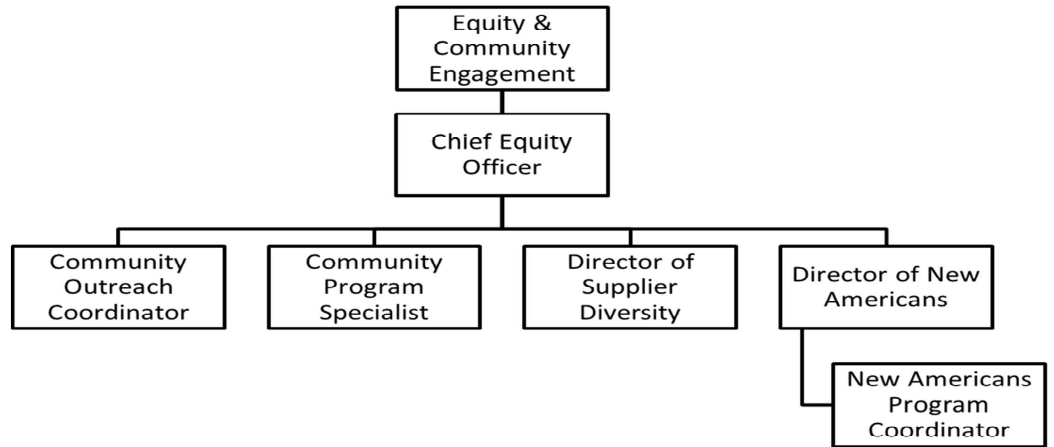 Equity &
Community
Engagement
Chief Equity
Officer
Community
Outreach
Coordinator
Community
Program
Specialist
Director of
Supplier
Diversity
Director of New
Americans
New Americans
Program
Coordinator